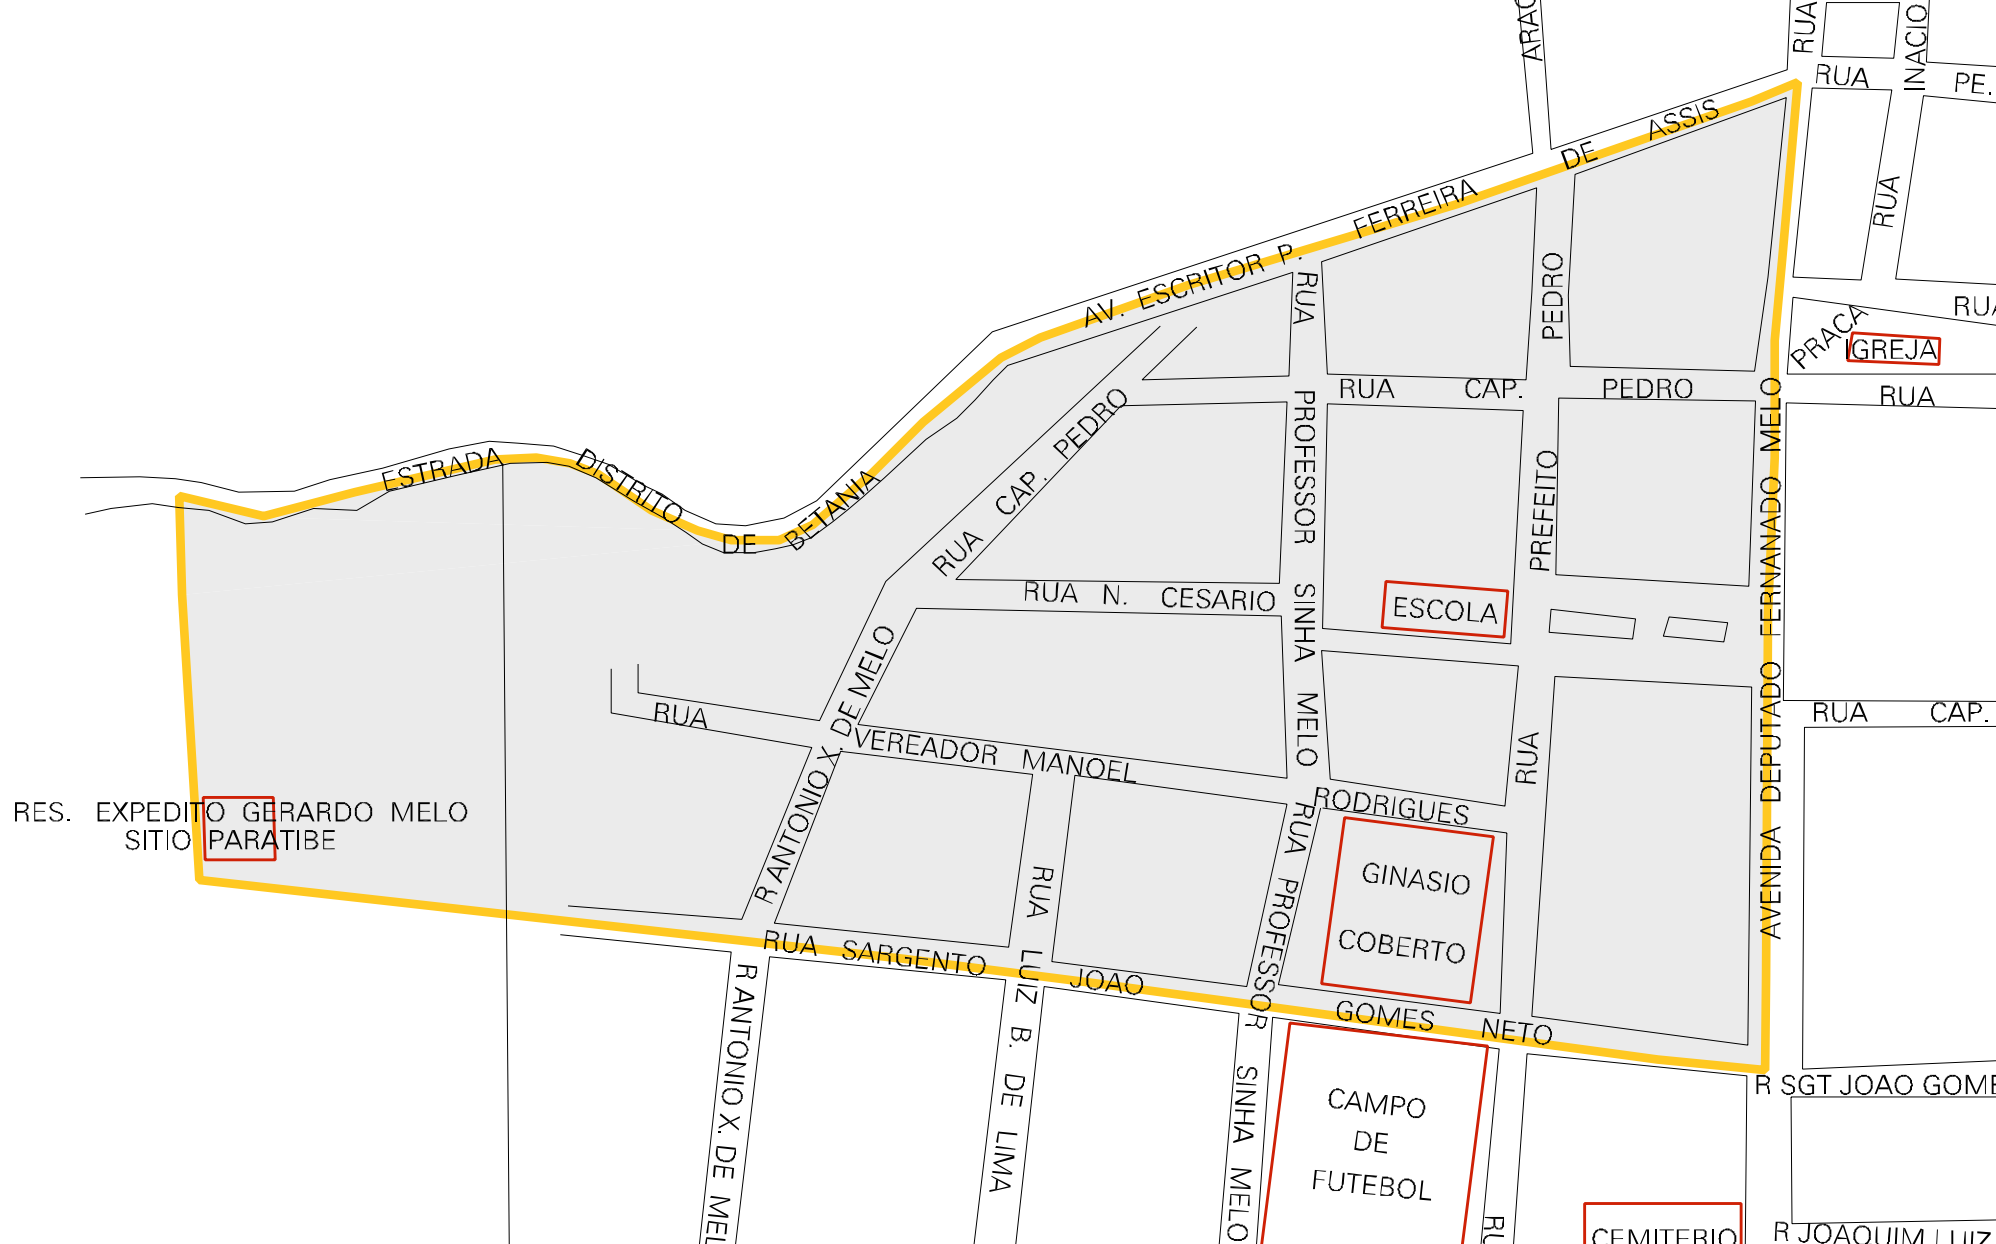 ARAC
RUA
INACIO
RUA
PE.
AV. ESCRITOR P. FERREIRA DE ASSIS
RUA
RUA
PRACA
IGREJA
RUA
ESTRADA DISTRITO DE BETANIA
RUA CAP. PEDRO
RUA CAP. PEDRO
RUA PROFESSOR SINHA MELO
RUA PREFEITO PEDRO
AVENIDA DEPUTADO FERNANADO MELO
RUA N. CESARIO
ESCOLA
RUA CAP.
RUA VEREADOR MANOEL RODRIGUES
R ANTONIO X. DE MELO
RES. EXPEDITO GERARDO MELO
SITIO PARATIBE
GINASIO
COBERTO
RUA SARGENTO JOAO GOMES NETO
R ANTONIO X. DE MEL
RUA LUIZ B. DE LIMA
RUA PROFESSOR SINHA MELO
CAMPO
DE
FUTEBOL
RU
CEMITERIO
R SGT JOAO GOME
R JOAQUIM LUIZ